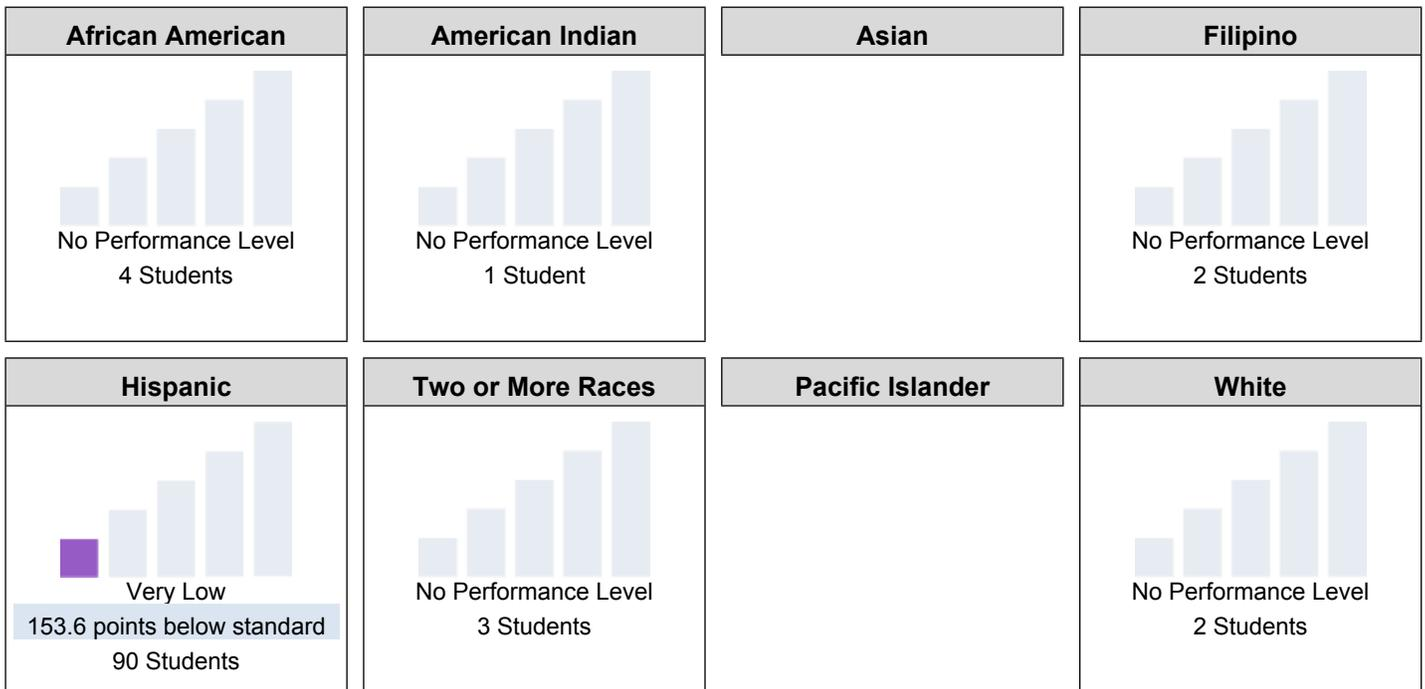 African American
No Performance Level
4 Students
American Indian
No Performance Level
1 Student
Asian
Filipino
No Performance Level
2 Students
Hispanic
Very Low
153.6 points below standard
90 Students
Two or More Races
No Performance Level
3 Students
Pacific Islander
White
No Performance Level
2 Students